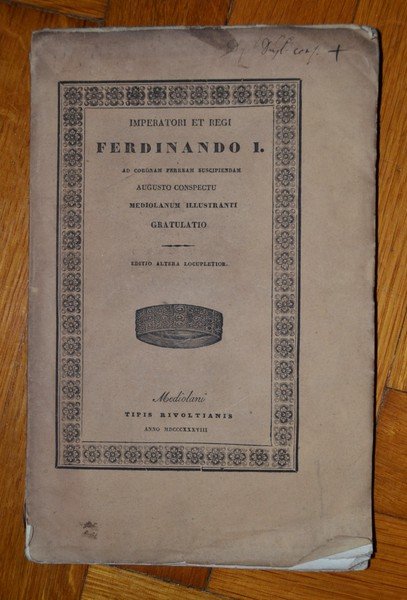 IMPERATORI ET REGI
FERDINANDO I.
AD CORONAM FERREAM SUSCIPIENDAM
AUGUSTO CONSPECTU
MEDIOLANUM ILLUSTRANTI
GRATULATIO
EDITIO ALTERA LOCUPLETIOR.
Mediolani
TIPIS RIVOLTIANIS
ANNO MDCCCXXXVIII